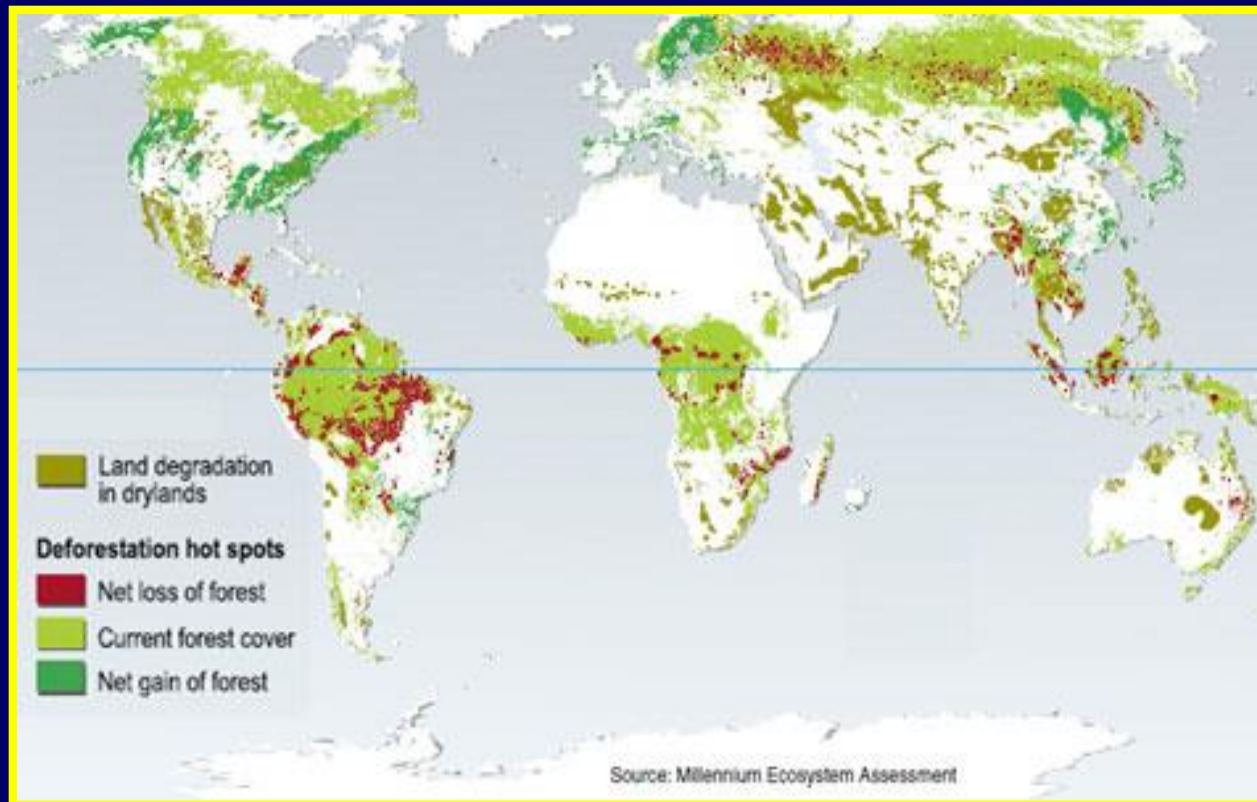 Land degradation
in drylands
Deforestation hot spots
Net loss of forest
Current forest cover
Net gain of forest
Source: Millennium Ecosystem Assessment